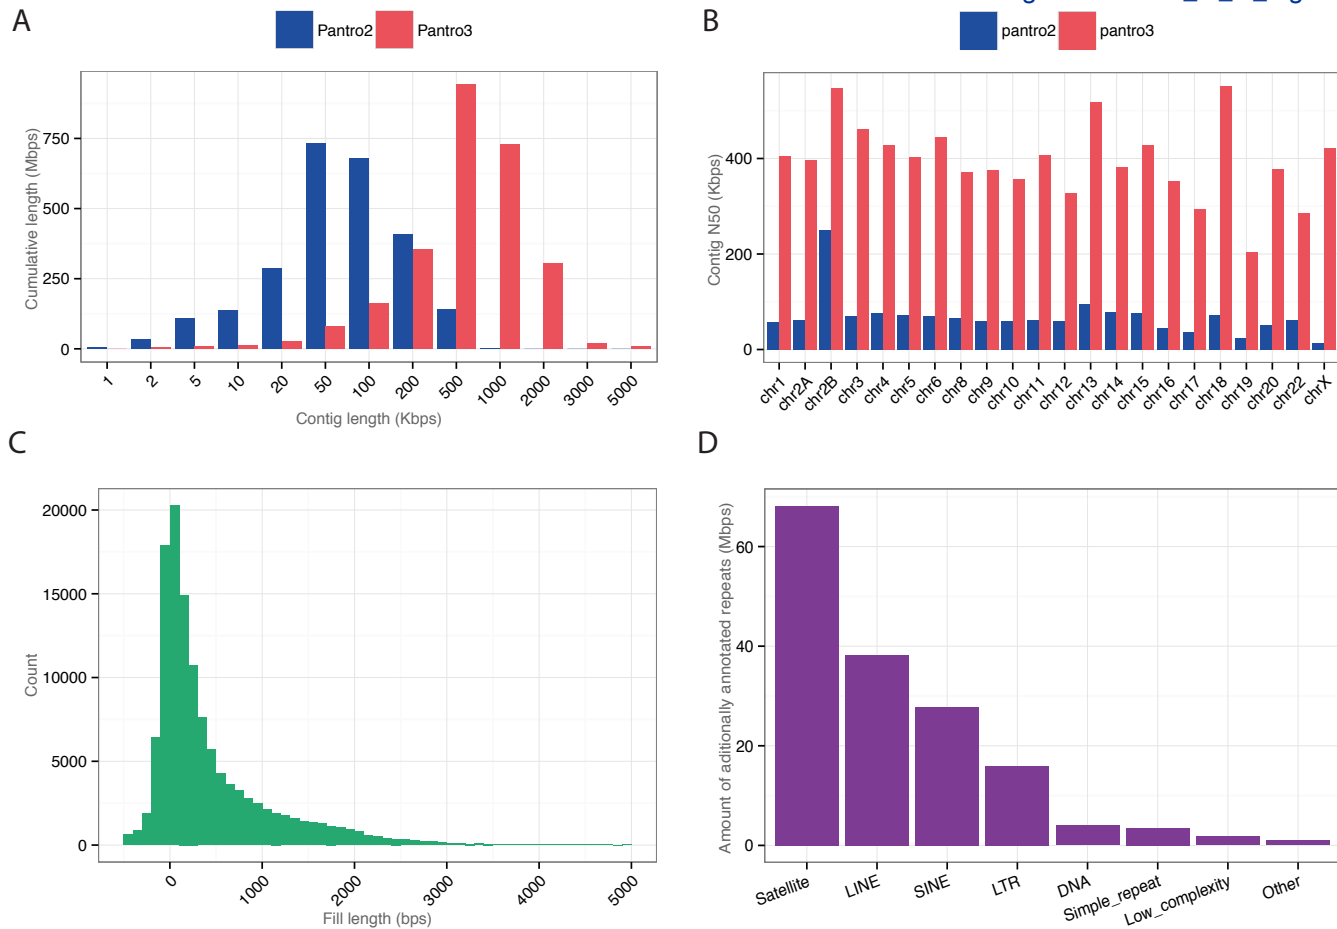 A
Pantro2 Pantro3
Cumulative length (Mbps)
750
500
250
0
1 2 5 10 20 50 100 200 500 1000 2000 3000 5000
Contig length (Kbps)
B
pantro2 pantro3
Contig N50 (Kbps)
400
200
0
chr1 chr2A chr2B chr3 chr4 chr5 chr6 chr8 chr9 chr10 chr11 chr12 chr13 chr14 chr15 chr16 chr17 chr18 chr19 chr20 chr22 chrX
C
Count
20000
15000
10000
5000
0
0 1000 2000 3000 4000 5000
Fill length (bps)
D
Amount of aditionally annotated repeats (Mbps)
60
40
20
0
Satellite LINE SINE LTR DNA Simple_repeat Low_complexity Other